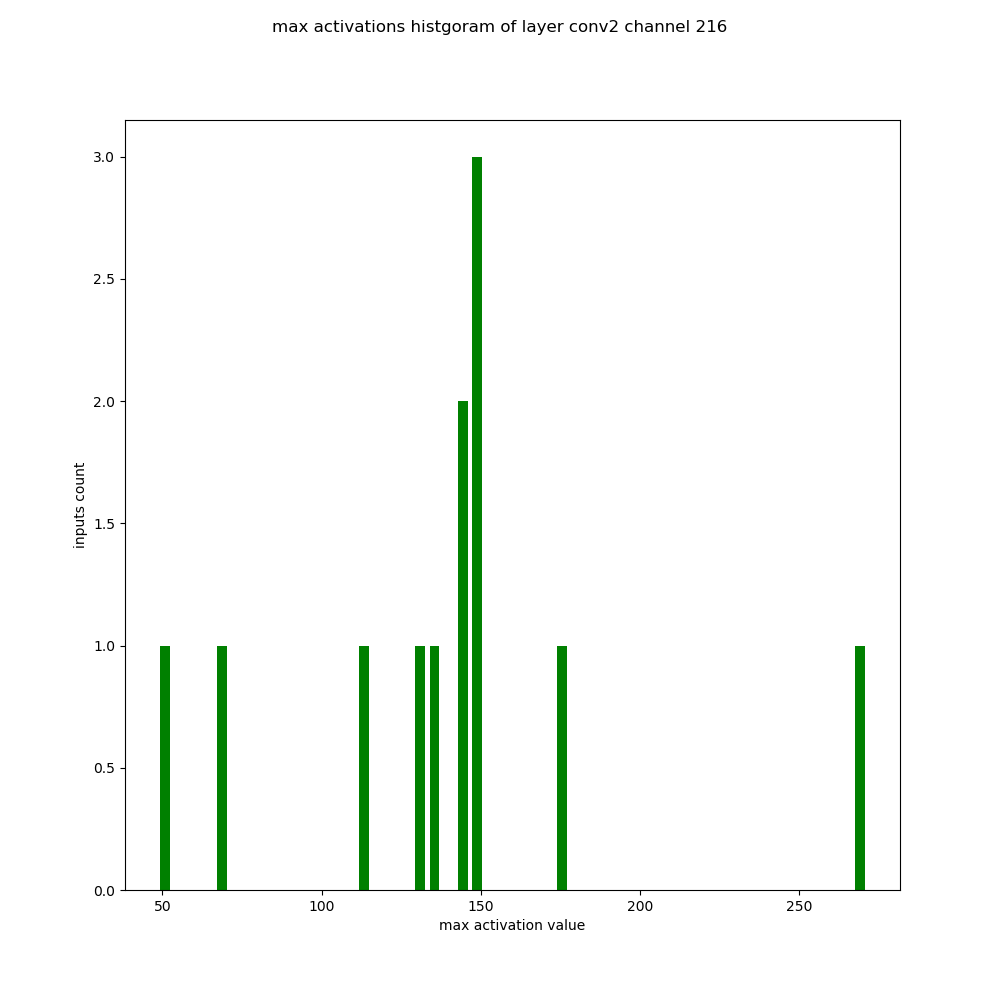 max activations histgoram of layer conv2 channel 216
3.0
2.5
2.0
1.5
1.0
0.5
0.0
inputs count
50 100 150 200 250
max activation value